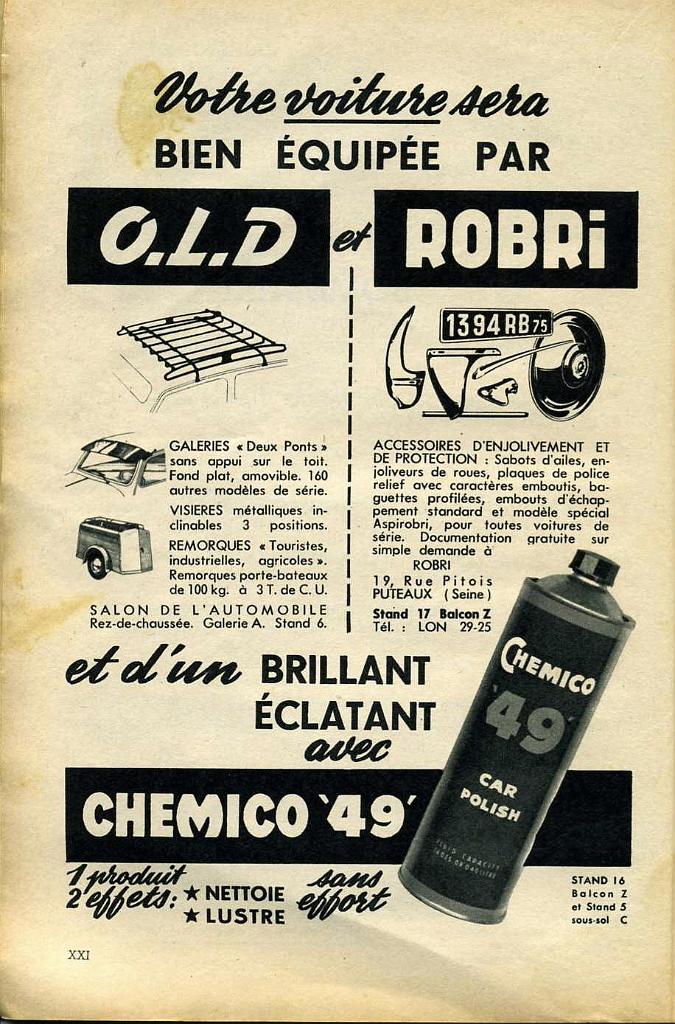 Votre voiture sera
BIEN ÉQUIPÉE PAR
O.L.D et ROBRi
1394RB75
GALERIES « Deux Ponts »
sans appui sur le toit.
Fond plat, amovible. 160
autres modèles de série.
VISIERES métalliques in-
clinables 3 positions.
REMORQUES « Touristes,
industrielles, agricoles ».
Remorques porte-bateaux
de 100 kg. à 3 T. de C. U.
SALON DE L'AUTOMOBILE
Rez-de-chaussée. Galerie A. Stand 6.
ACCESSOIRES D'ENJOLIVEMENT ET
DE PROTECTION : Sabots d'ailes, en-
joliveurs de roues, plaques de police
relief avec caractères emboutis, ba-
guettes profilées, embouts d'échap-
pement standard et modèle spécial
Aspirobri, pour toutes voitures de
série. Documentation gratuite sur
simple demande à
ROBRI
19, Rue Pitois
PUTEAUX (Seine)
Stand 17 Balcon Z
Tél. : LON 29-25
et d'un BRILLANT
ÉCLATANT
avec
CHEMICO '49'
CHEMICO
'49'
CAR
POLISH
FLUID CAPACITY
1 produit
2 effets :
★ NETTOIE
★ LUSTRE
sans
effort
STAND 16
Balcon Z
et Stand 5
sous-sol C
XXI